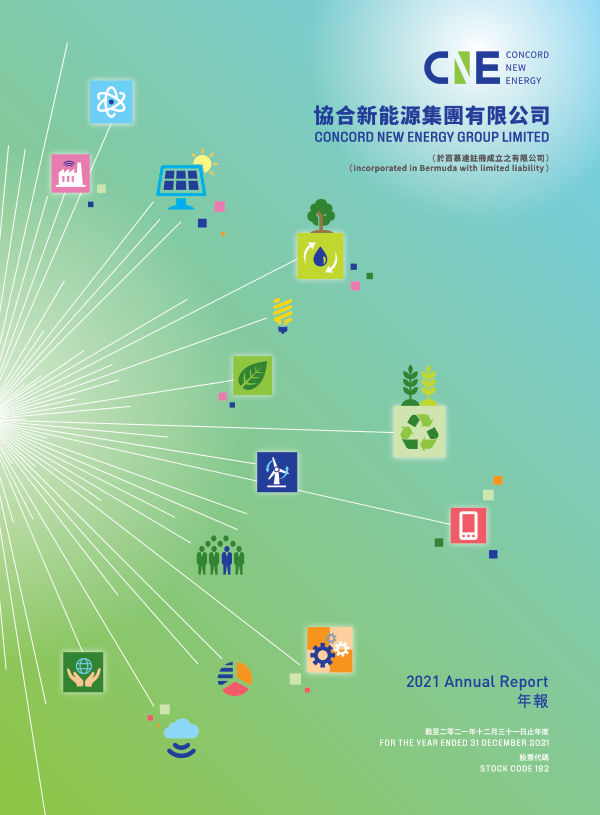 CNE
CONCORD
NEW
ENERGY
協合新能源集團有限公司
CONCORD NEW ENERGY GROUP LIMITED
（於百慕達註冊成立之有限公司）
(incorporated in Bermuda with limited liability)
2021 Annual Report
年報
截至二零二一年十二月三十一日止年度
FOR THE YEAR ENDED 31 DECEMBER 2021
股票代碼
STOCK CODE 182